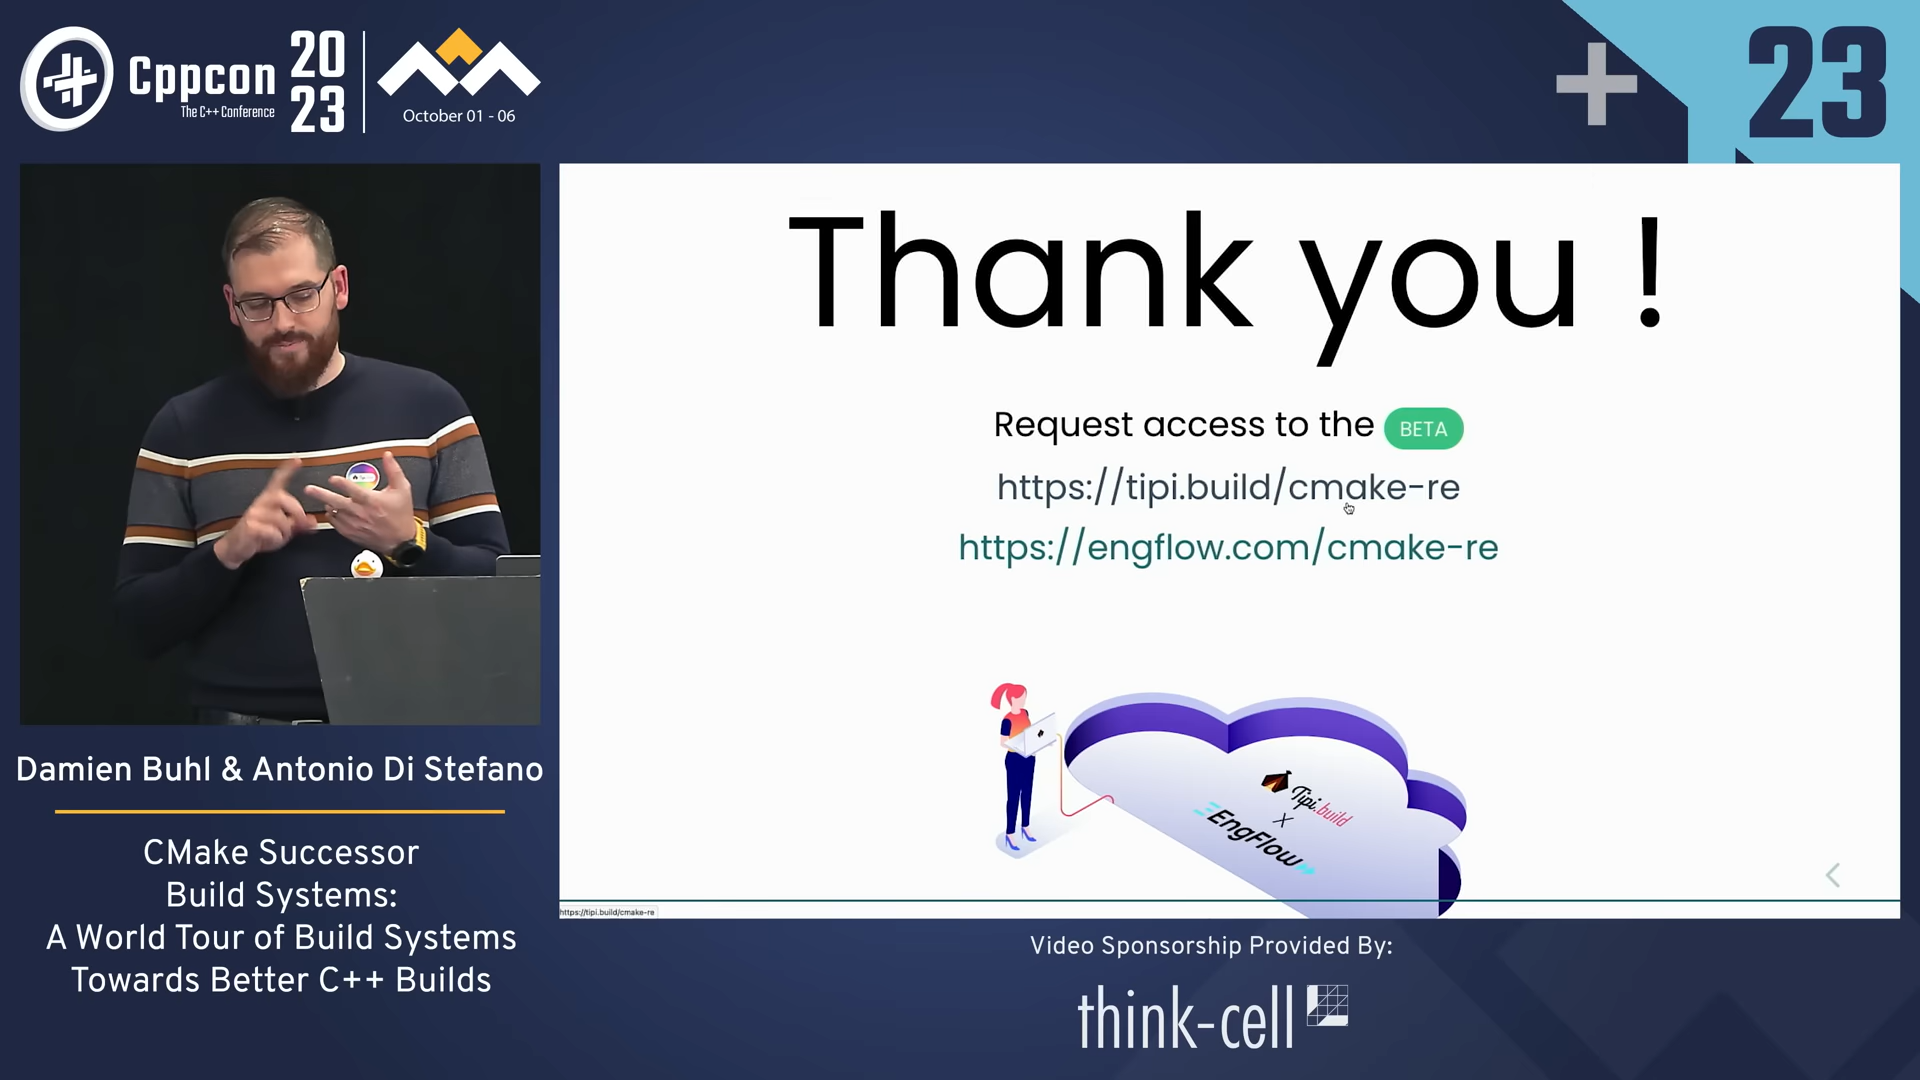 Cppcon
The C++ Conference
20
23
October 01 - 06
23
Thank you !
Request access to the BETA
https://tipi.build/cmake-re
https://engflow.com/cmake-re
Tipi.build
X
EngFlow
https://tipi.build/cmake-re
Damien Buhl & Antonio Di Stefano
CMake Successor
Build Systems:
A World Tour of Build Systems
Towards Better C++ Builds
Video Sponsorship Provided By:
think-cell